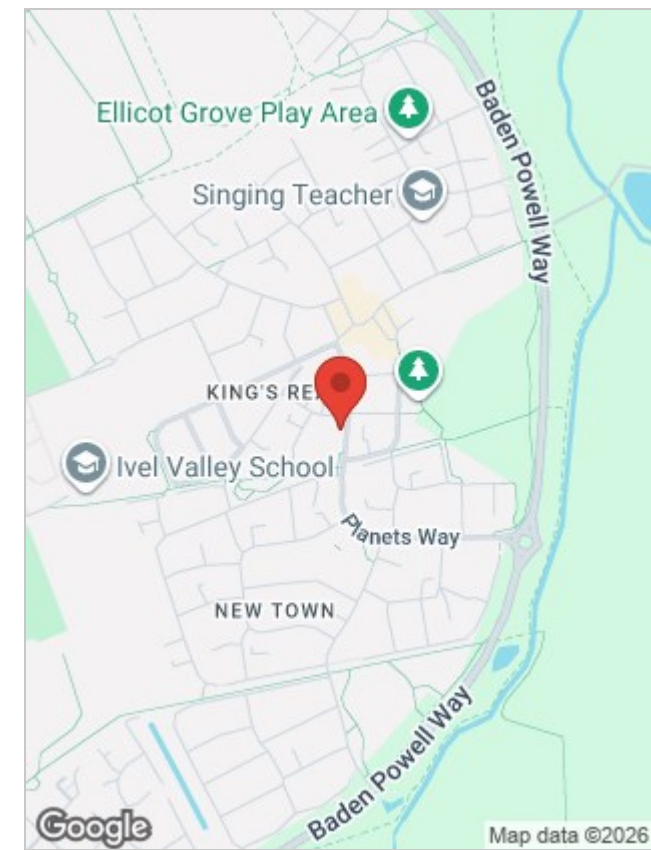 Baden Powell Way
Ellicot Grove Play Area
Singing Teacher
KING'S RE
Ivel Valley School
Planets Way
NEW TOWN
Baden Powell Way
Google
Map data ©2026